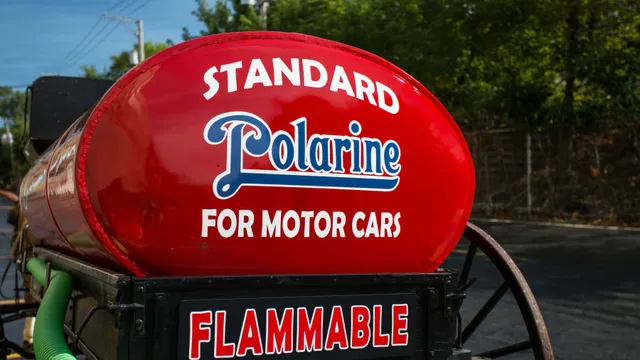 STANDARD
Polarine
FOR MOTOR CARS
FLAMMABLE